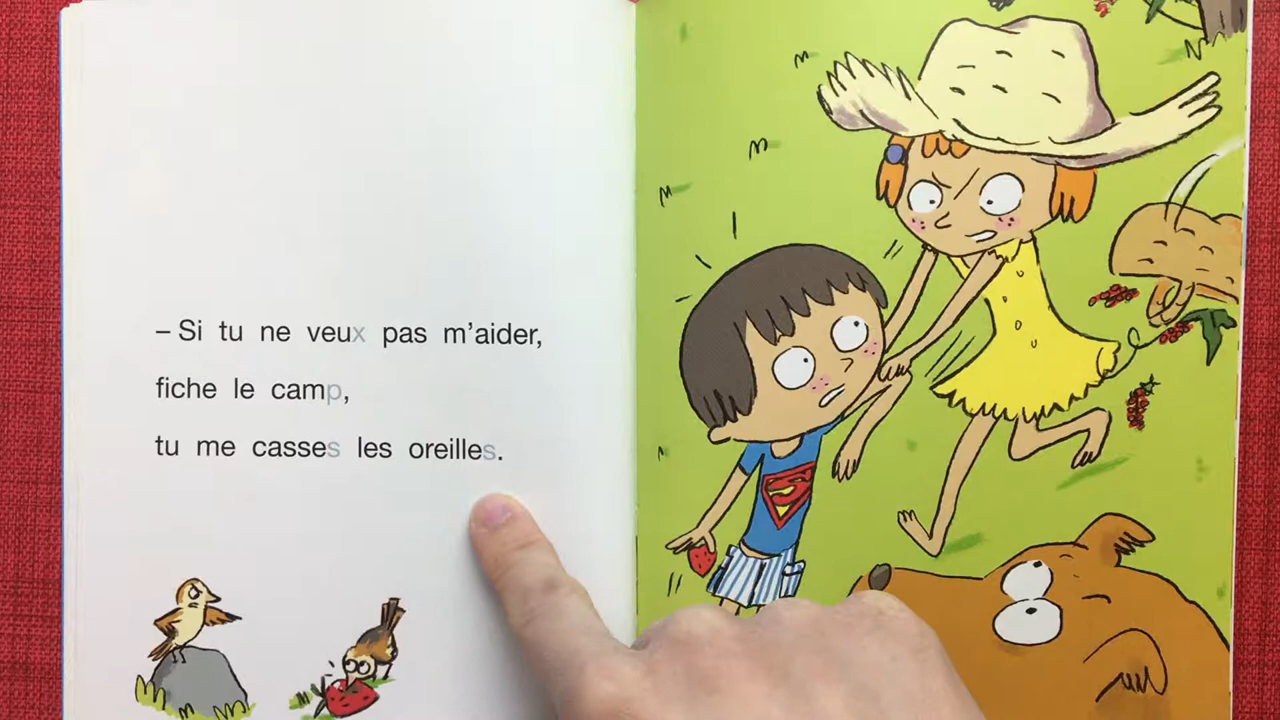 – Si tu ne veux pas m’aider,
fiche le camp,
tu me casses les oreilles.